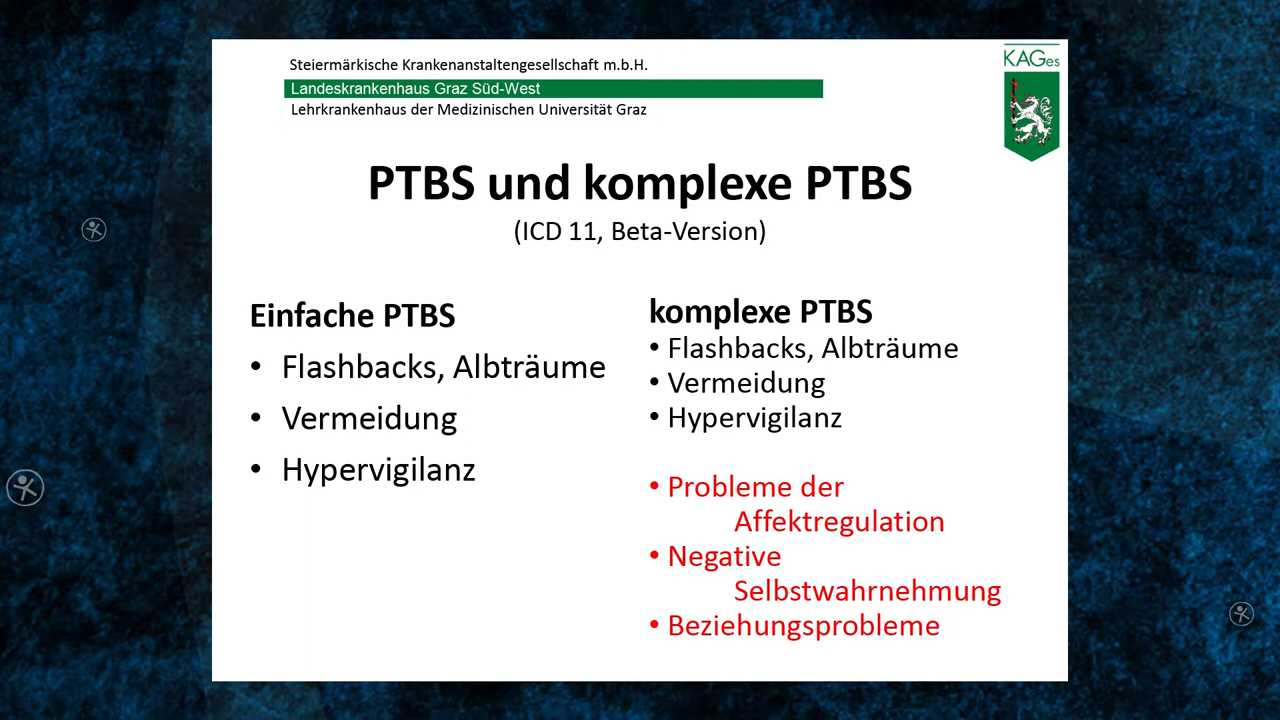 Steiermärkische Krankenanstaltengesellschaft m.b.H.
Landeskrankenhaus Graz Süd-West
Lehrkrankenhaus der Medizinischen Universität Graz
KAGes
PTBS und komplexe PTBS
(ICD 11, Beta-Version)
Einfache PTBS
• Flashbacks, Albträume
• Vermeidung
• Hypervigilanz
komplexe PTBS
• Flashbacks, Albträume
• Vermeidung
• Hypervigilanz
• Probleme der
Affektregulation
• Negative
Selbstwahrnehmung
• Beziehungsprobleme